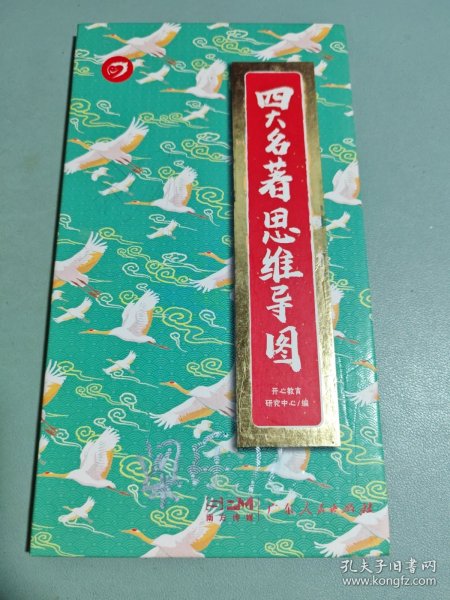 四大名著思维导图
开心教育
研究中心/编
南方传媒
广东人民出版社
孔夫子旧书网
www.kongfz.com